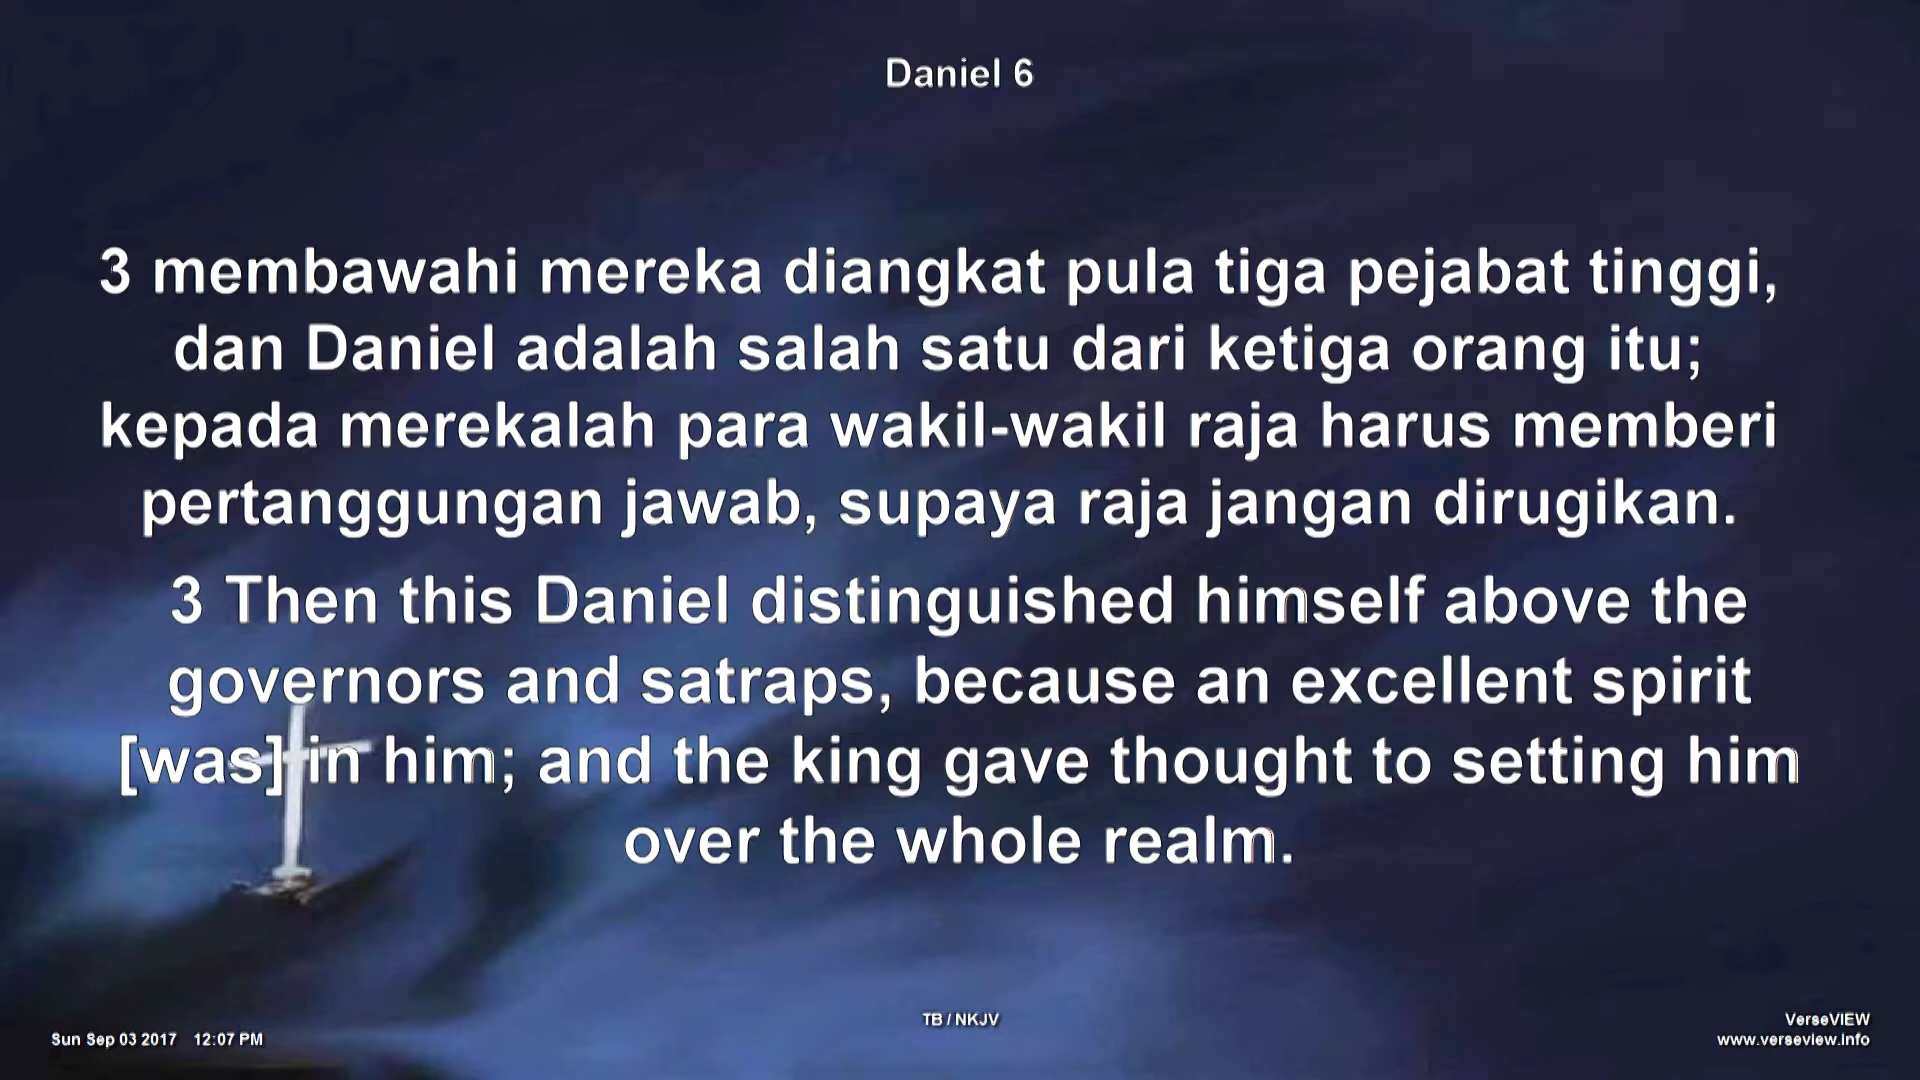 Daniel 6
3 membawahi mereka diangkat pula tiga pejabat tinggi,
dan Daniel adalah salah satu dari ketiga orang itu;
kepada merekalah para wakil-wakil raja harus memberi
pertanggungan jawab, supaya raja jangan dirugikan.
3 Then this Daniel distinguished himself above the
governors and satraps, because an excellent spirit
[was] in him; and the king gave thought to setting him
over the whole realm.
TB / NKJV
VerseVIEW
Sun Sep 03 2017 12:07 PM
www.verseview.info